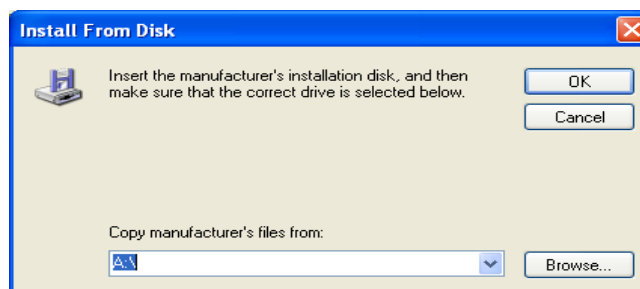 Install From Disk
Insert the manufacturer's installation disk, and then
make sure that the correct drive is selected below.
OK
Cancel
Copy manufacturer's files from:
A:\
Browse...